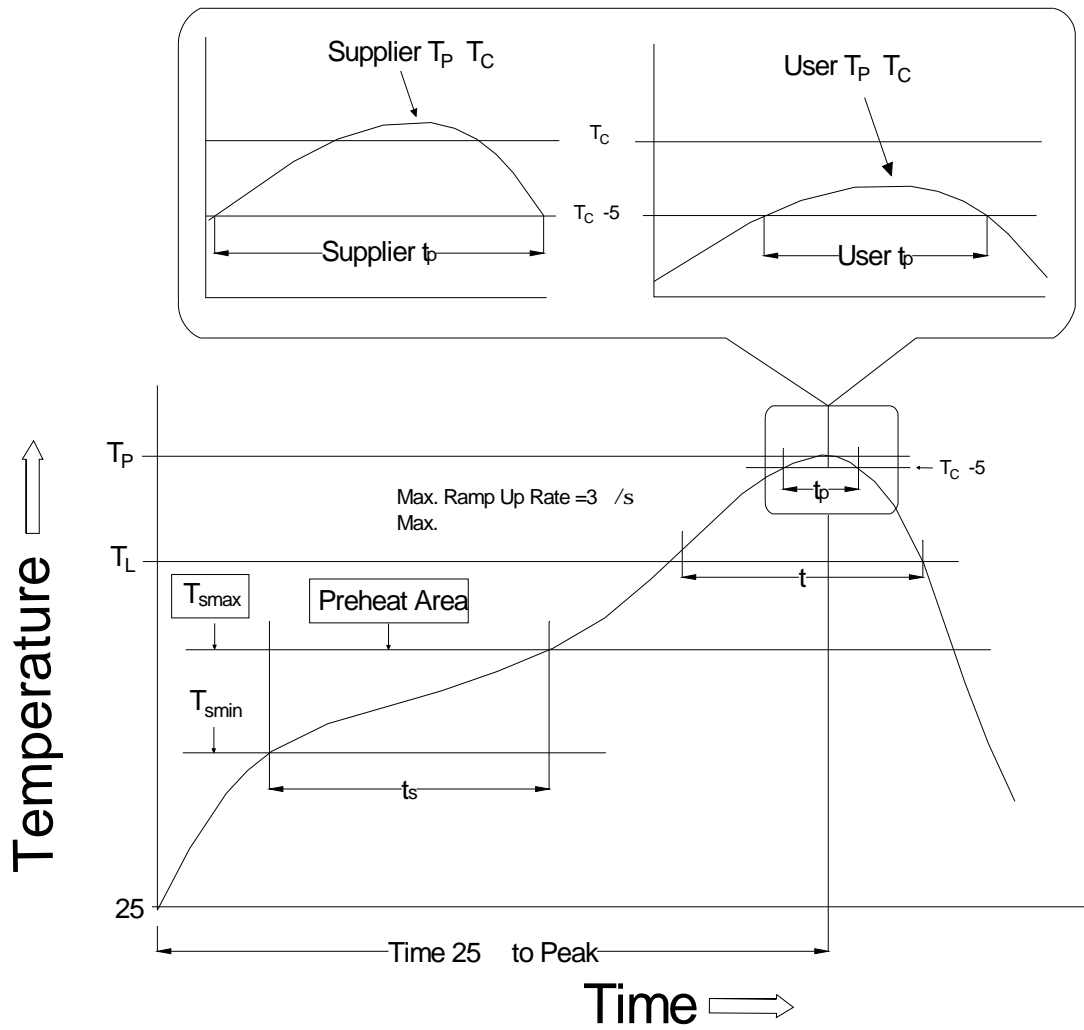 Supplier TP TC
User TP TC
TC
TC -5
Supplier tp
User tp
TP
TC -5
tp
Max. Ramp Up Rate =3 /s
Max.
TL
t
Tsmax
Preheat Area
Tsmin
ts
Temperature
25
Time 25 to Peak
Time